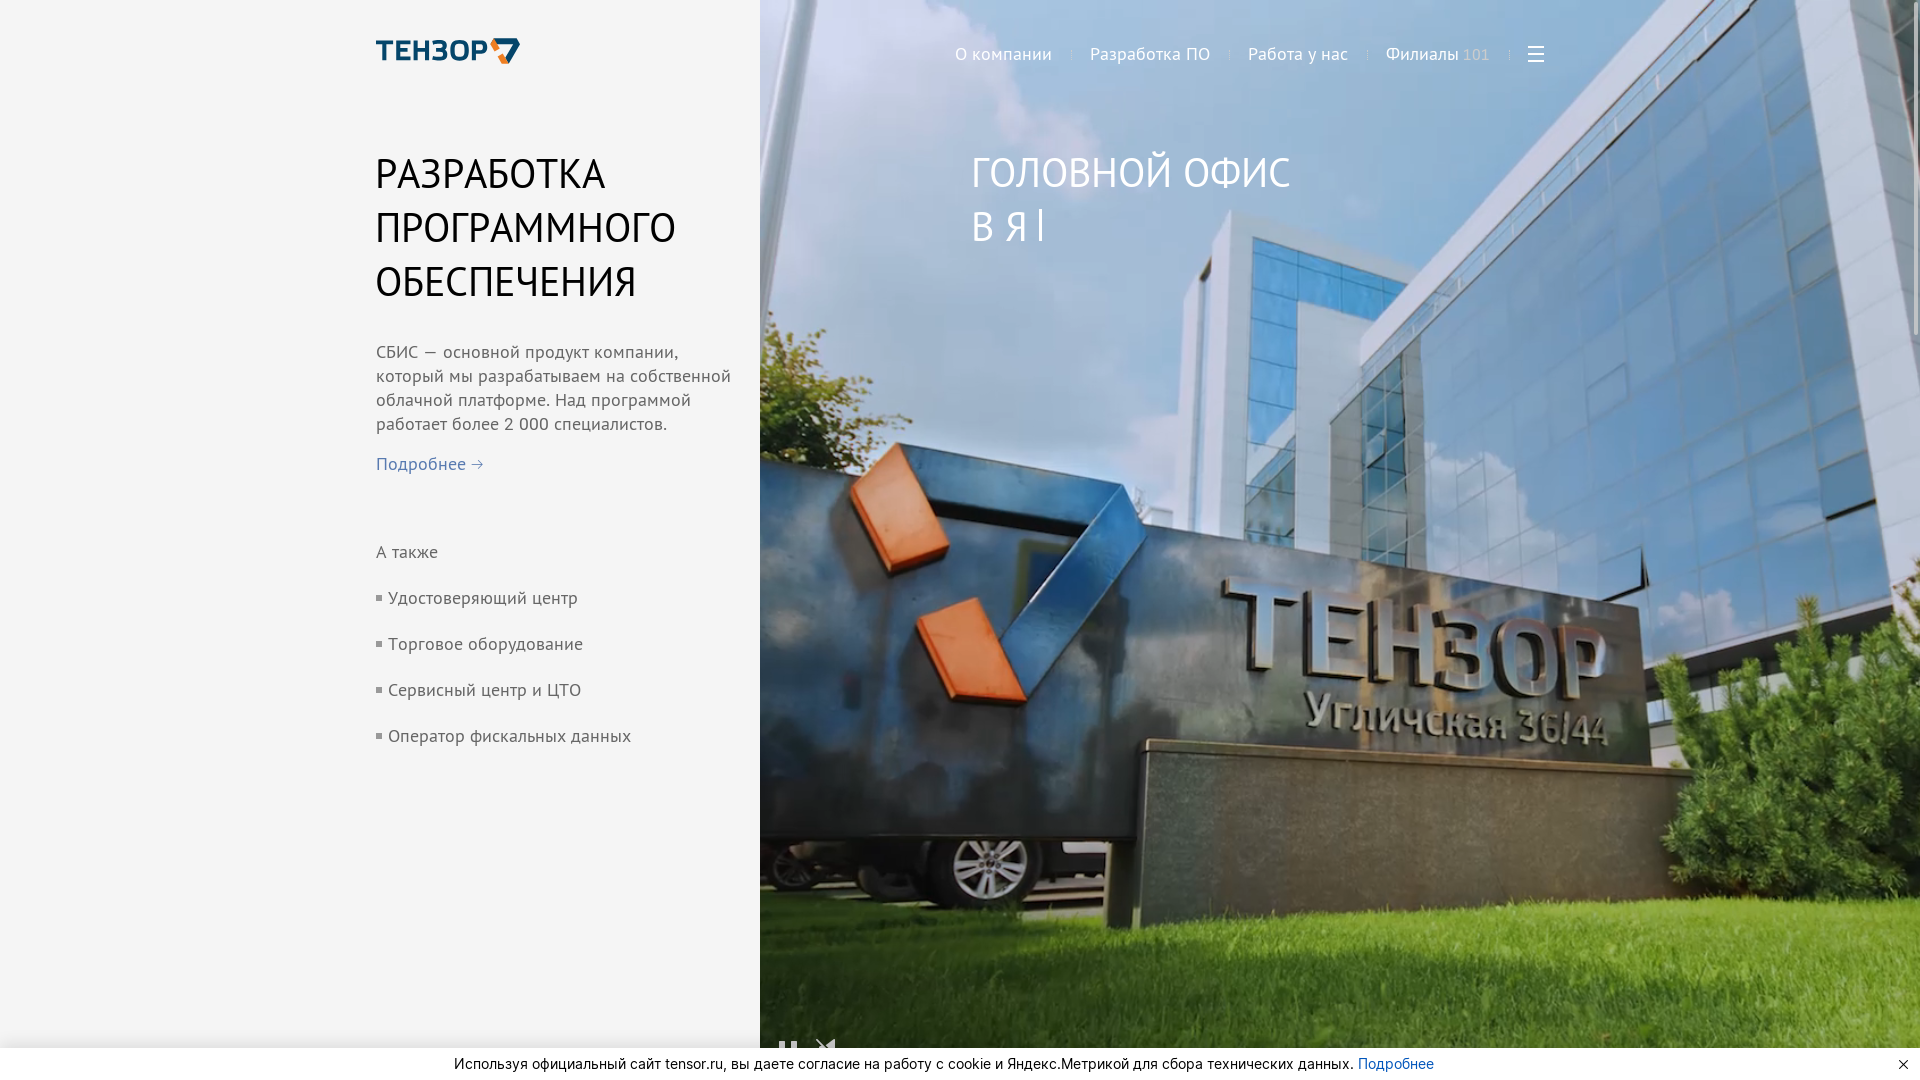 ТЕНЗОР
О компании
Разработка ПО
Работа у нас
Филиалы 101
РАЗРАБОТКА
ПРОГРАММНОГО
ОБЕСПЕЧЕНИЯ
СБИС — основной продукт компании,
который мы разрабатываем на собственной
облачной платформе. Над программой
работает более 2 000 специалистов.
Подробнее →
А также
Удостоверяющий центр
Торговое оборудование
Сервисный центр и ЦТО
Оператор фискальных данных
ГОЛОВНОЙ ОФИС
В Я
ТЕНЗОР
Угличская 36/44
Используя официальный сайт tensor.ru, вы даете согласие на работу с cookie и Яндекс.Метрикой для сбора технических данных. Подробнее